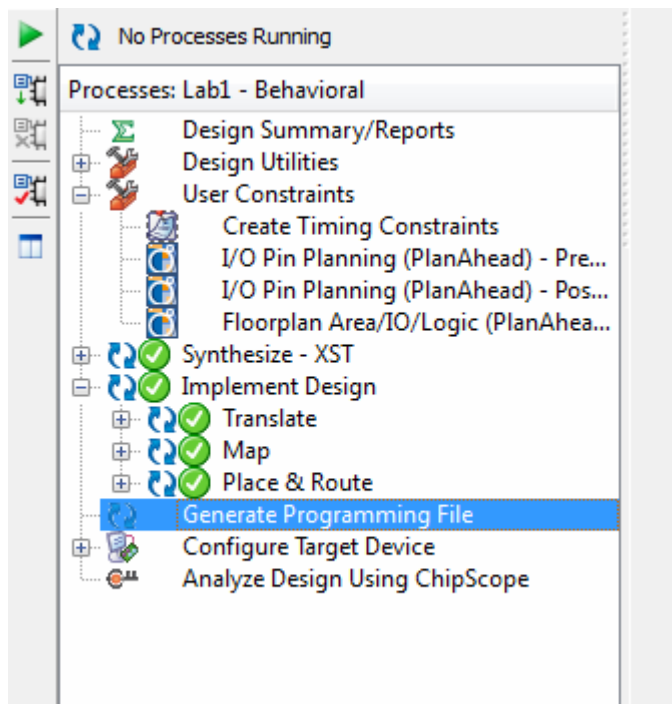 No Processes Running
Processes: Lab1 - Behavioral
Design Summary/Reports
Design Utilities
User Constraints
Create Timing Constraints
I/O Pin Planning (PlanAhead) - Pre...
I/O Pin Planning (PlanAhead) - Pos...
Floorplan Area/IO/Logic (PlanAhea...
Synthesize - XST
Implement Design
Translate
Map
Place & Route
Generate Programming File
Configure Target Device
Analyze Design Using ChipScope